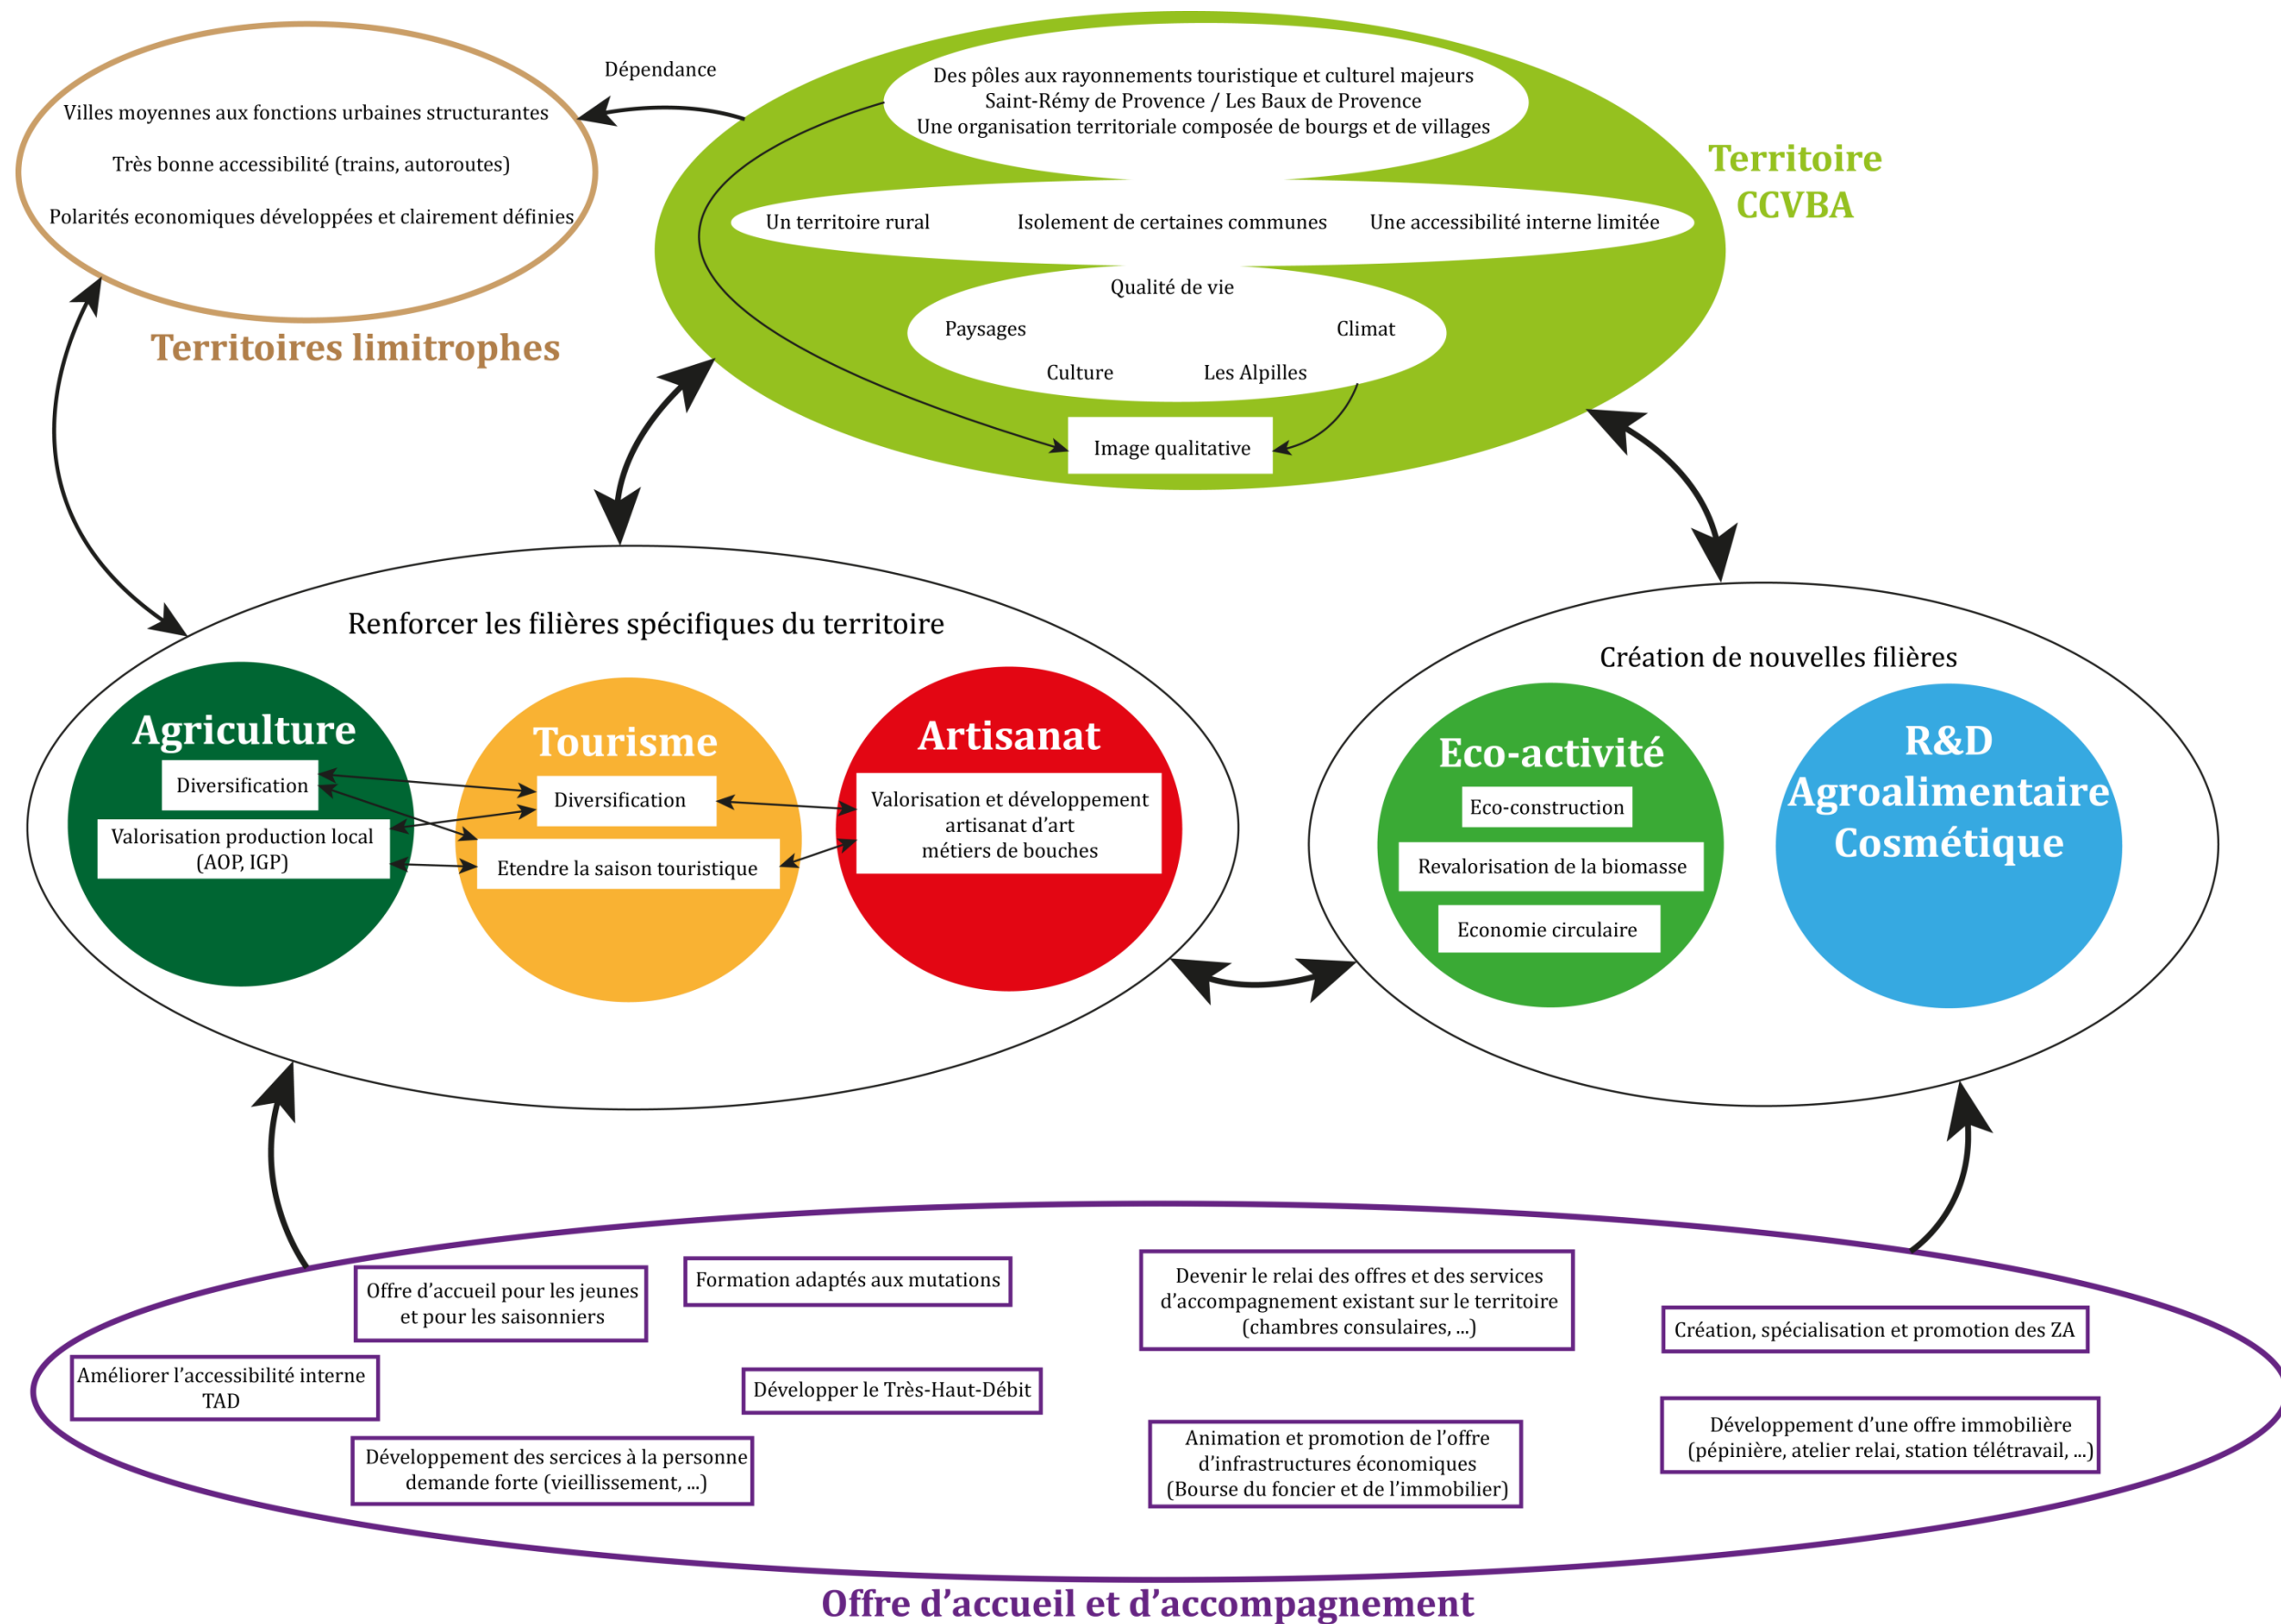 Dépendance
Villes moyennes aux fonctions urbaines structurantes
Très bonne accessibilité (trains, autoroutes)
Polarités economiques développées et clairement définies
Territoires limitrophes
Des pôles aux rayonnements touristique et culturel majeurs
Saint-Rémy de Provence / Les Baux de Provence
Une organisation territoriale composée de bourgs et de villages
Territoire
CCVBA
Un territoire rural
Isolement de certaines communes
Une accessibilité interne limitée
Qualité de vie
Paysages
Climat
Culture
Les Alpilles
Image qualitative
Renforcer les filières spécifiques du territoire
Agriculture
Diversification
Valorisation production local
(AOP, IGP)
Tourisme
Diversification
Etendre la saison touristique
Artisanat
Valorisation et développement
artisanat d’art
métiers de bouches
Création de nouvelles filières
Eco-activité
Eco-construction
Revalorisation de la biomasse
Economie circulaire
R&D
Agroalimentaire
Cosmétique
Offre d’accueil pour les jeunes
et pour les saisonniers
Formation adaptés aux mutations
Devenir le relai des offres et des services
d’accompagnement existant sur le territoire
(chambres consulaires, ...)
Création, spécialisation et promotion des ZA
Améliorer l’accessibilité interne
TAD
Développer le Très-Haut-Débit
Développement des sercices à la personne
demande forte (vieillissement, ...)
Animation et promotion de l’offre
d’infrastructures économiques
(Bourse du foncier et de l’immobilier)
Développement d’une offre immobilière
(pépinière, atelier relai, station télétravail, ...)
Offre d’accueil et d’accompagnement